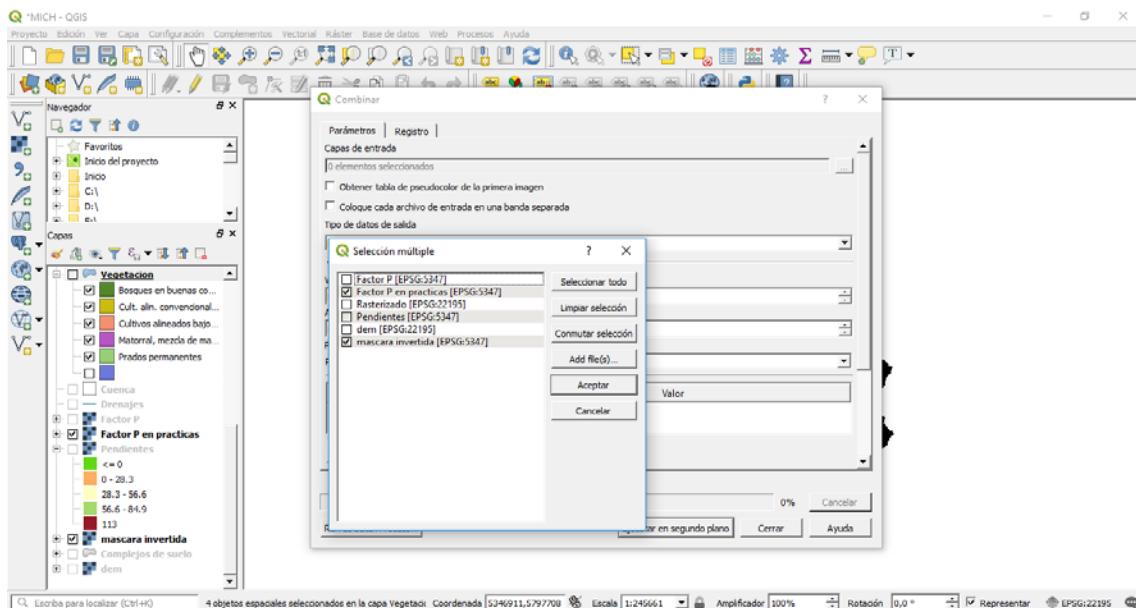 *MICH - QGIS
Proyecto Edición Ver Capa Configuración Complementos Vectorial Ráster Base de datos Web Procesos Ayuda
Navegador
Favoritos
Inicio del proyecto
Inicio
C:\
D:\
Capas
Vegetacion
Bosques en buenas co...
Cult. alin. convencional...
Cultivos alineados bajo...
Matorral, mezcla de ma...
Prados permanentes
Cuenca
Drenajes
Factor P
Factor P en practicas
Pendientes
<= 0
0 - 28.3
28.3 - 56.6
56.6 - 84.9
113
mascara invertida
Complejos de suelo
dem
Combinar
Parámetros Registro
Capas de entrada
0 elementos seleccionados
...
Obtener tabla de pseudocolor de la primera imagen
Coloque cada archivo de entrada en una banda separada
Tipo de datos de salida
Valor
0% Cancelar
en segundo plano Cerrar Ayuda
Selección múltiple
Factor P [EPSG:5347]
Factor P en practicas [EPSG:5347]
Rasterizado [EPSG:22195]
Pendientes [EPSG:5347]
dem [EPSG:22195]
mascara invertida [EPSG:5347]
Seleccionar todo
Limpiar selección
Conmutar selección
Add file(s)...
Aceptar
Cancelar
Escriba para localizar (Ctrl+K) 4 objetos espaciales seleccionados en la capa Vegetaci Coordenada 5346911,5797708 Escala 1:245661 Amplificador 100% Rotación 0,0 ° Representar EPSG:22195